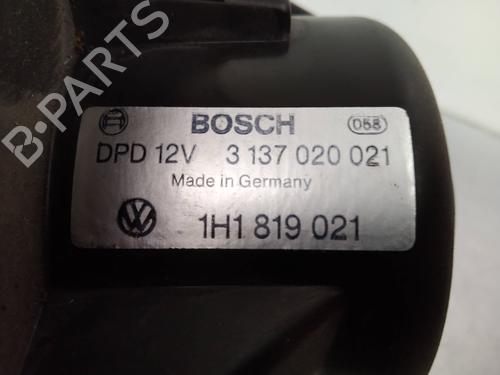 BOSCH 058
DPD 12V 3 137 020 021
Made in Germany
1H1 819 021
B-PARTS